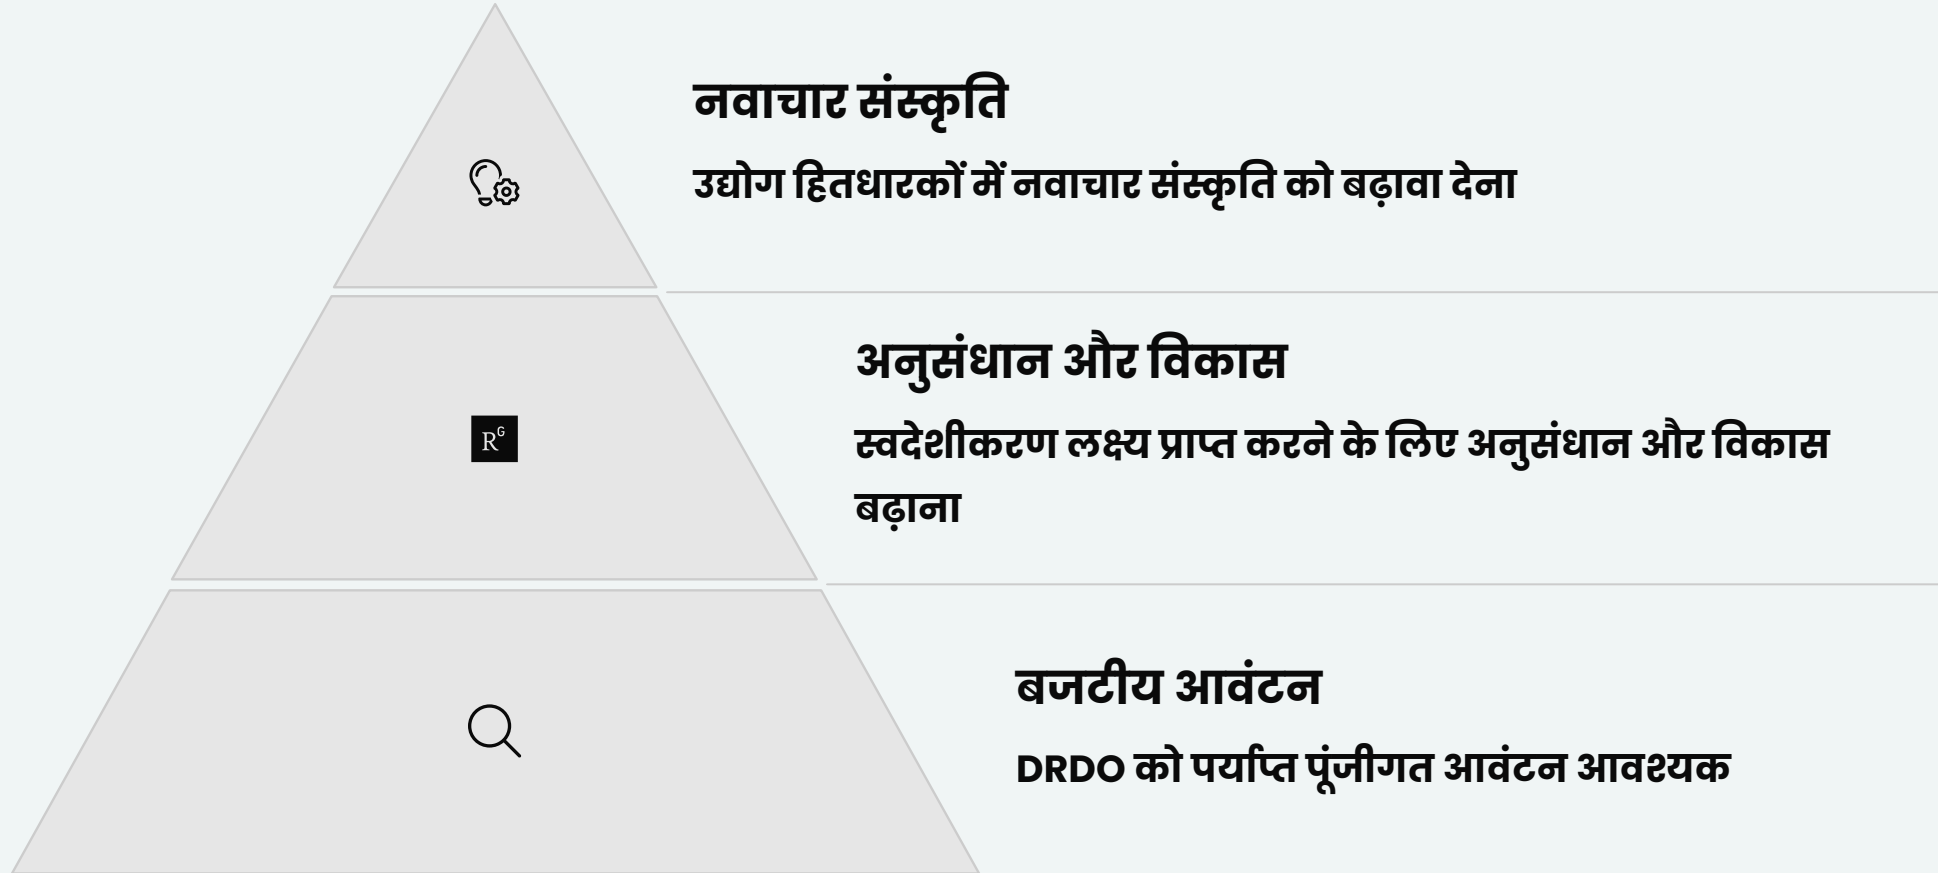 नवाचार संस्कृति
उद्योग हितधारकों में नवाचार संस्कृति को बढ़ावा देना
अनुसंधान और विकास
स्वदेशीकरण लक्ष्य प्राप्त करने के लिए अनुसंधान और विकास
बढ़ाना
RG
बजटीय आवंटन
DRDO को पर्याप्त पूंजीगत आवंटन आवश्यक